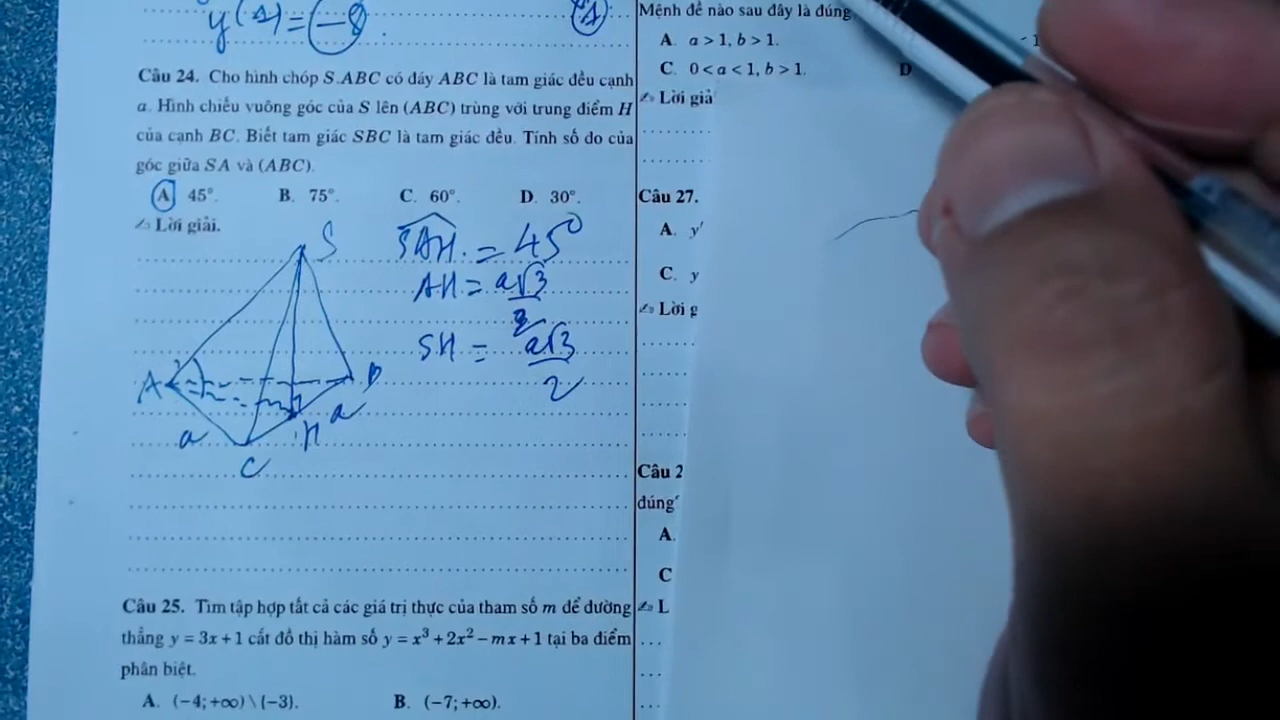 y(1) = -8.
A
Câu 24. Cho hình chóp S.ABC có đáy ABC là tam giác đều cạnh
a. Hình chiếu vuông góc của S lên (ABC) trùng với trung điểm H
của cạnh BC. Biết tam giác SBC là tam giác đều. Tính số đo của
góc giữa SA và (ABC).
A 45°. B. 75°. C. 60°. D. 30°.
Lời giải.
SAH = 45°
AH = a√3/2
SH = a√3/2
S
A
B
a
a
H
C
Câu 25. Tìm tập hợp tất cả các giá trị thực của tham số m để đường
thẳng y = 3x + 1 cắt đồ thị hàm số y = x³ + 2x² − mx + 1 tại ba điểm
phân biệt.
A. (−4; +∞) \ {−3}. B. (−7; +∞).
Mệnh đề nào sau đây là đúng
A. a > 1, b > 1.
C. 0 < a < 1, b > 1. D
Lời giả
Câu 27.
A. y'
C. y
Lời g
Câu 2
đúng
A.
C
L